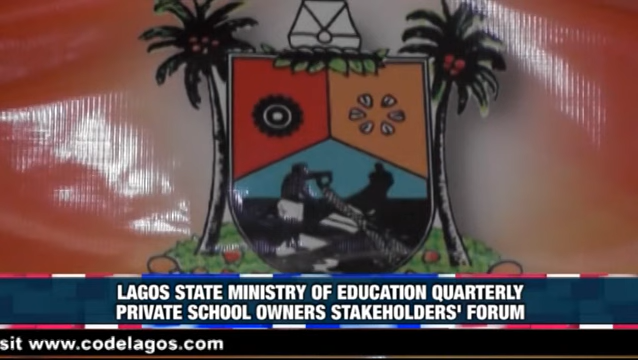 LAGOS STATE MINISTRY OF EDUCATION QUARTERLY
PRIVATE SCHOOL OWNERS STAKEHOLDERS' FORUM
sit www.codelagos.com